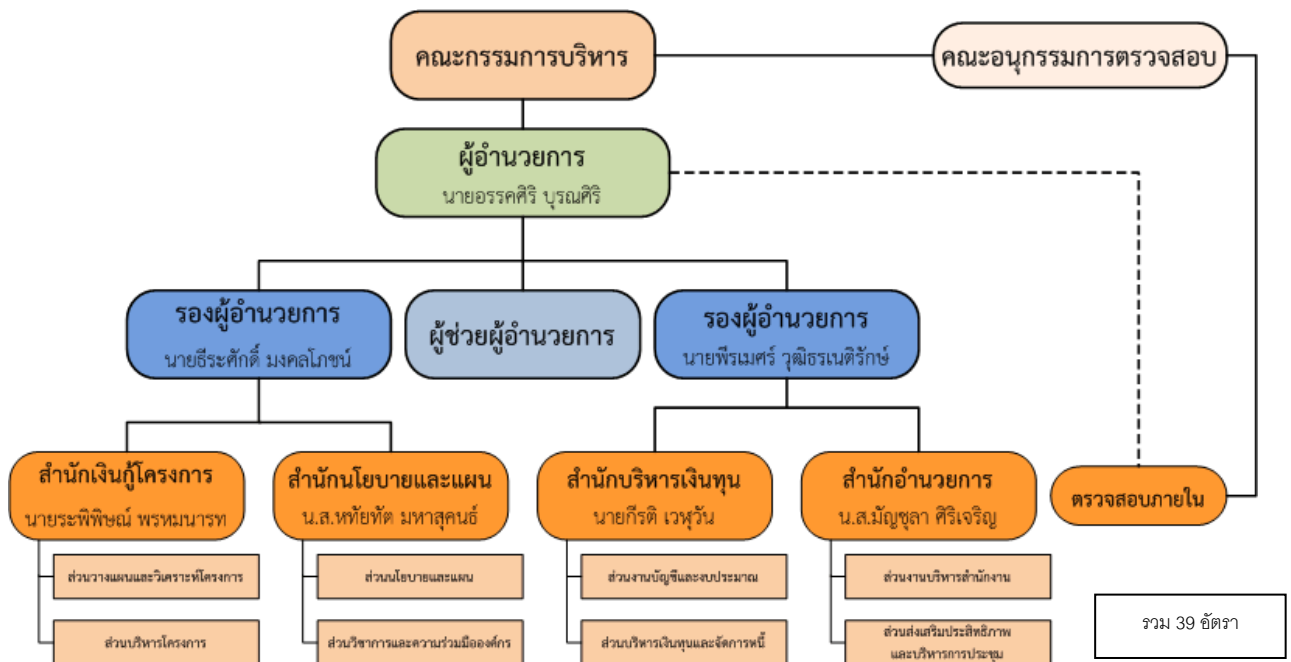 คณะกรรมการบริหาร
คณะอนุกรรมการตรวจสอบ
ผู้อำนวยการ
นายอรรคศิริ บุรณศิริ
รองผู้อำนวยการ
นายธีระศักดิ์ มงคลโภชน์
ผู้ช่วยผู้อำนวยการ
รองผู้อำนวยการ
นายพีรเมศร์ วุฒิธรเนติรักษ์
สำนักเงินกู้โครงการ
นายระพีพิษณ์ พรหมนารท
สำนักนโยบายและแผน
น.ส.หทัยทัต มหาสุคนธ์
สำนักบริหารเงินทุน
นายกีรติ เวฬุวัน
สำนักอำนวยการ
น.ส.มัญชุลา ศิริเจริญ
ตรวจสอบภายใน
ส่วนวางแผนและวิเคราะห์โครงการ
ส่วนนโยบายและแผน
ส่วนงานบัญชีและงบประมาณ
ส่วนงานบริหารสำนักงาน
ส่วนบริหารโครงการ
ส่วนวิชาการและความร่วมมือองค์กร
ส่วนบริหารเงินทุนและจัดการหนี้
ส่วนส่งเสริมประสิทธิภาพ
และบริหารการประชุม
รวม 39 อัตรา